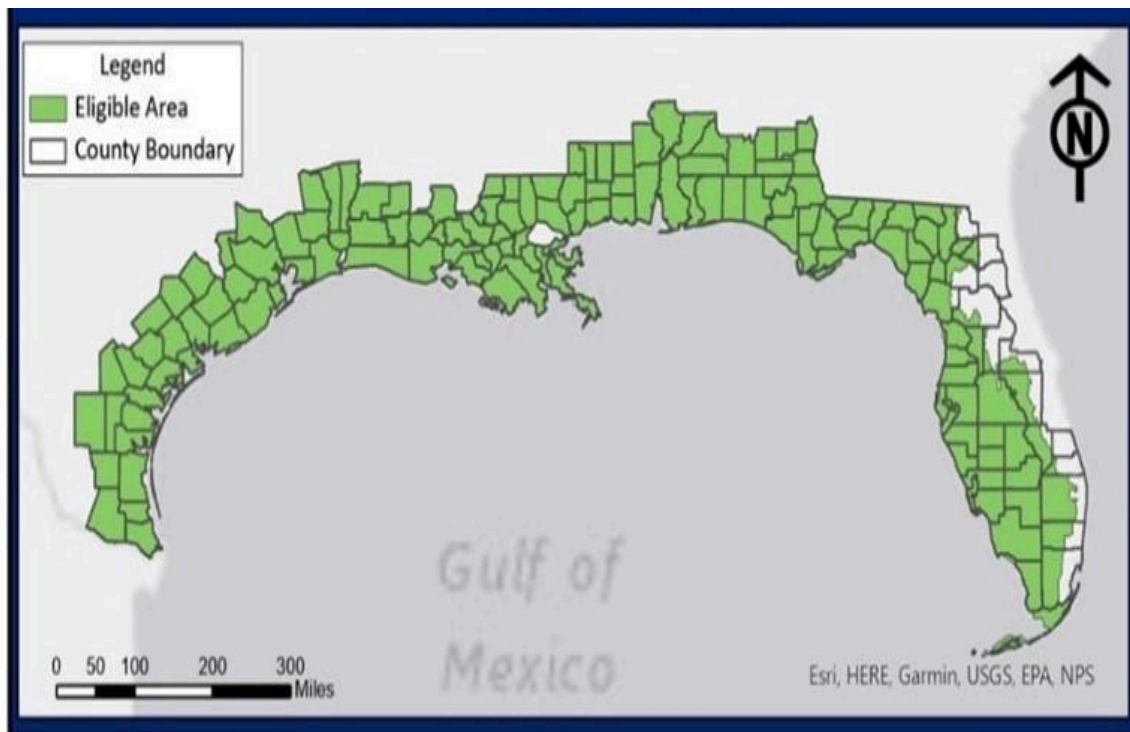 Legend
Eligible Area
County Boundary
N
Gulf of
Mexico
0 50 100 200 300
Miles
Esri, HERE, Garmin, USGS, EPA, NPS